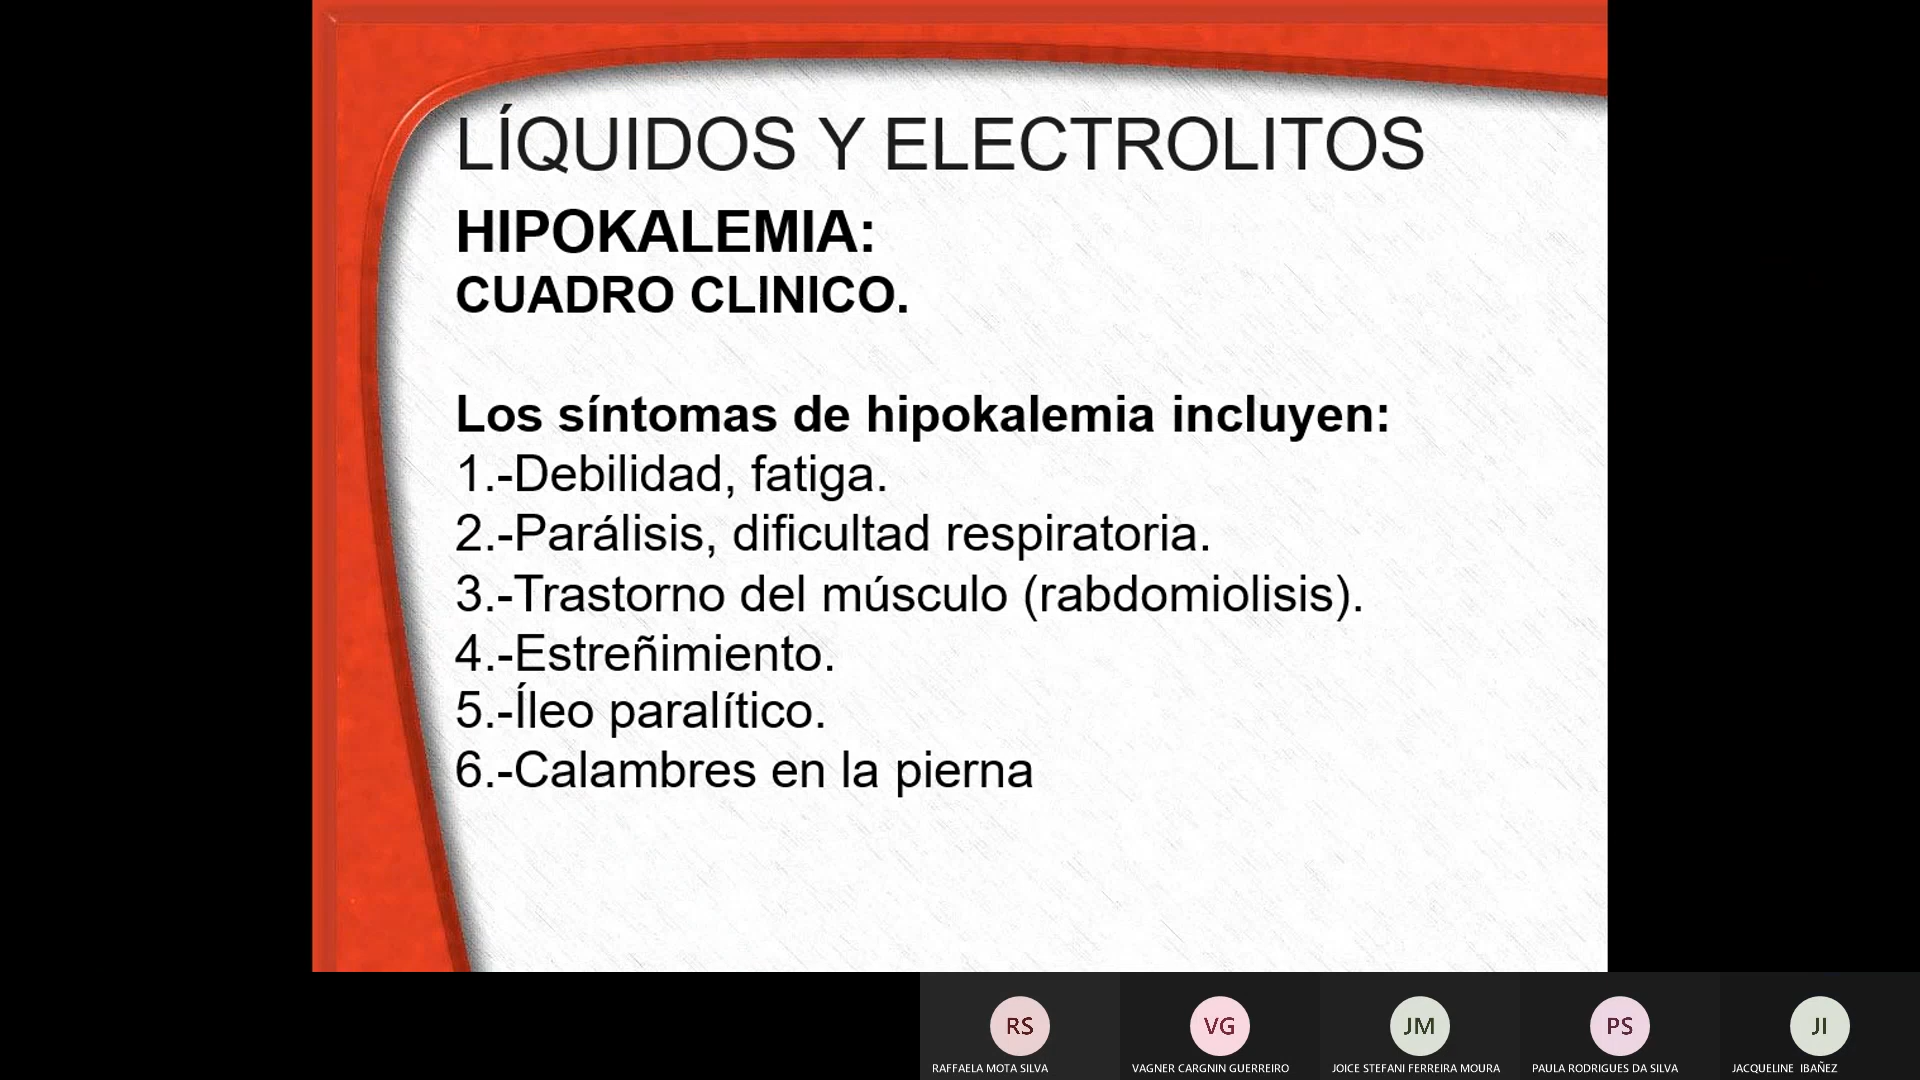 LÍQUIDOS Y ELECTROLITOS
HIPOKALEMIA:
CUADRO CLINICO.
Los síntomas de hipokalemia incluyen:
1.-Debilidad, fatiga.
2.-Parálisis, dificultad respiratoria.
3.-Trastorno del músculo (rabdomiolisis).
4.-Estreñimiento.
5.-Íleo paralítico.
6.-Calambres en la pierna
RS VG JM PS JI
RAFFAELA MOTA SILVA VAGNER CARGNIN GUERREIRO JOICE STEFANI FERREIRA MOURA PAULA RODRIGUES DA SILVA JACQUELINE IBAÑEZ